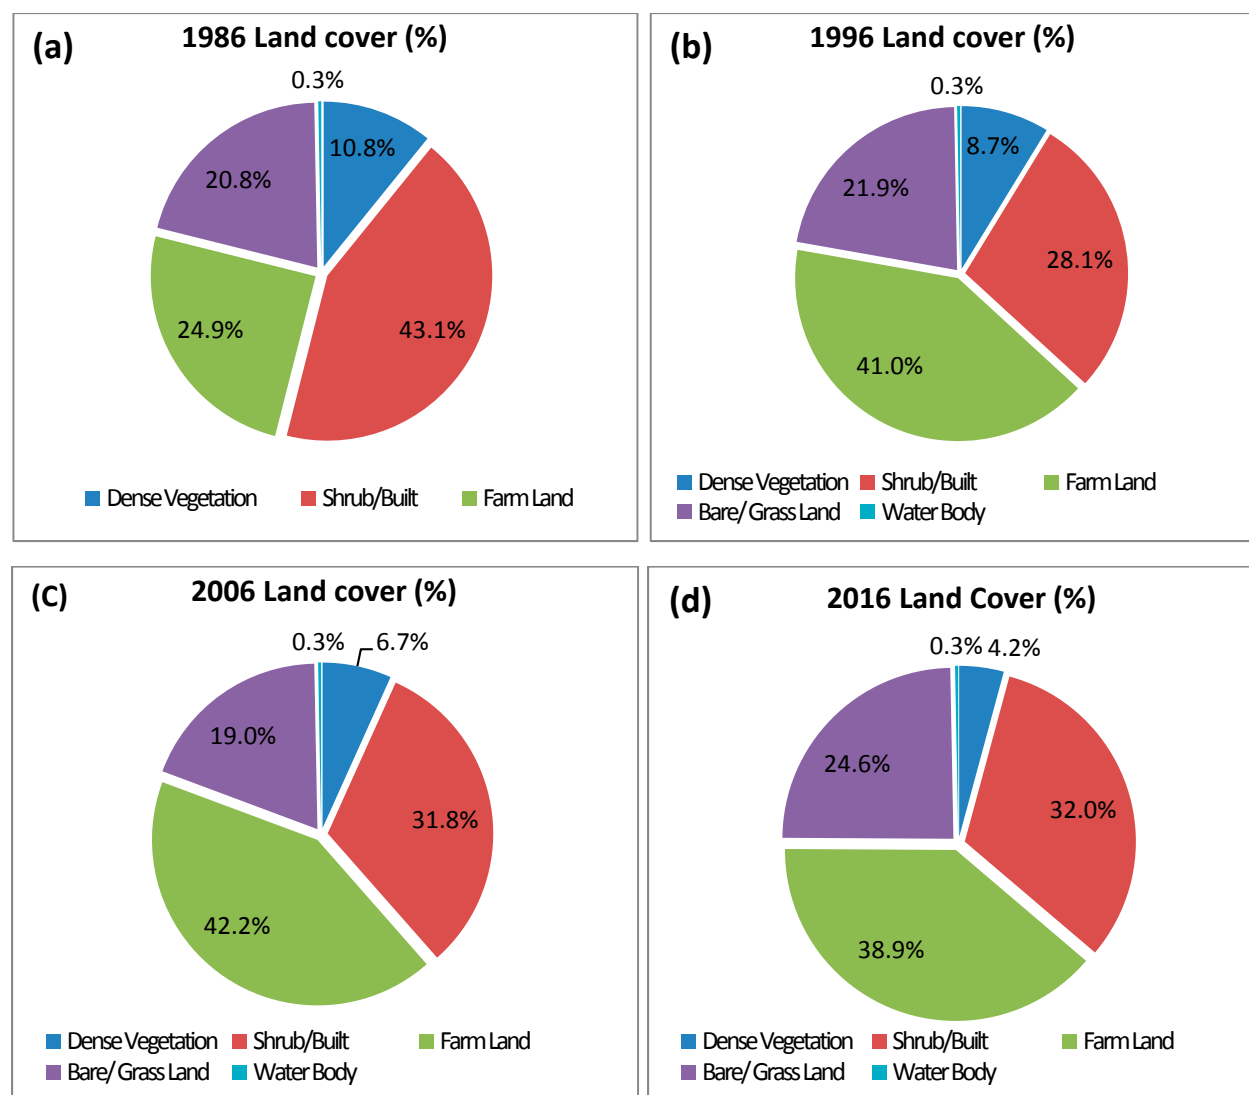 (a)
1986 Land cover (%)
0.3%
10.8%
20.8%
24.9%
43.1%
Dense Vegetation Shrub/Built Farm Land
(b)
1996 Land cover (%)
0.3%
8.7%
21.9%
28.1%
41.0%
Dense Vegetation Shrub/Built Farm Land
Bare/ Grass Land Water Body
(C)
2006 Land cover (%)
0.3% 6.7%
19.0%
31.8%
42.2%
Dense Vegetation Shrub/Built Farm Land
Bare/ Grass Land Water Body
(d)
2016 Land Cover (%)
0.3% 4.2%
24.6%
32.0%
38.9%
Dense Vegetation Shrub/Built Farm Land
Bare/ Grass Land Water Body